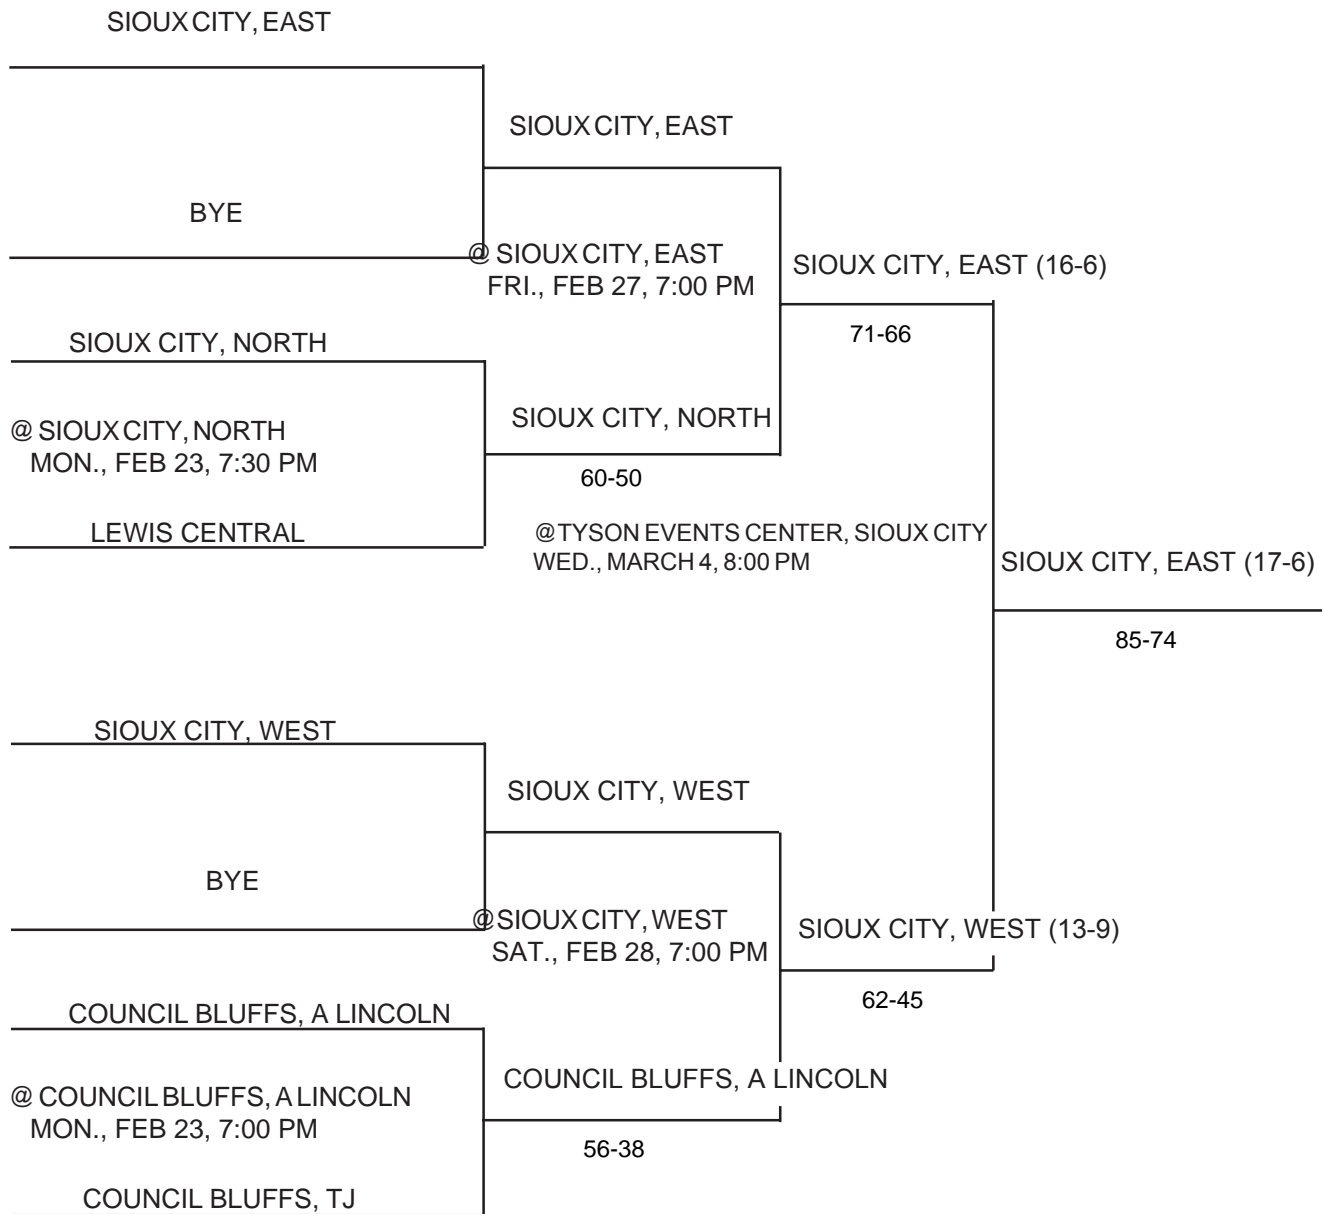 SIOUX CITY, EAST
SIOUX CITY, EAST
BYE
@ SIOUX CITY, EAST
FRI., FEB 27, 7:00 PM
SIOUX CITY, EAST (16-6)
71-66
SIOUX CITY, NORTH
@ SIOUX CITY, NORTH
MON., FEB 23, 7:30 PM
SIOUX CITY, NORTH
60-50
LEWIS CENTRAL
@TYSON EVENTS CENTER, SIOUX CITY
WED., MARCH 4, 8:00 PM
SIOUX CITY, EAST (17-6)
85-74
SIOUX CITY, WEST
SIOUX CITY, WEST
BYE
@SIOUX CITY, WEST
SAT., FEB 28, 7:00 PM
SIOUX CITY, WEST (13-9)
62-45
COUNCIL BLUFFS, A LINCOLN
@ COUNCIL BLUFFS, A LINCOLN
MON., FEB 23, 7:00 PM
COUNCIL BLUFFS, A LINCOLN
56-38
COUNCIL BLUFFS, TJ